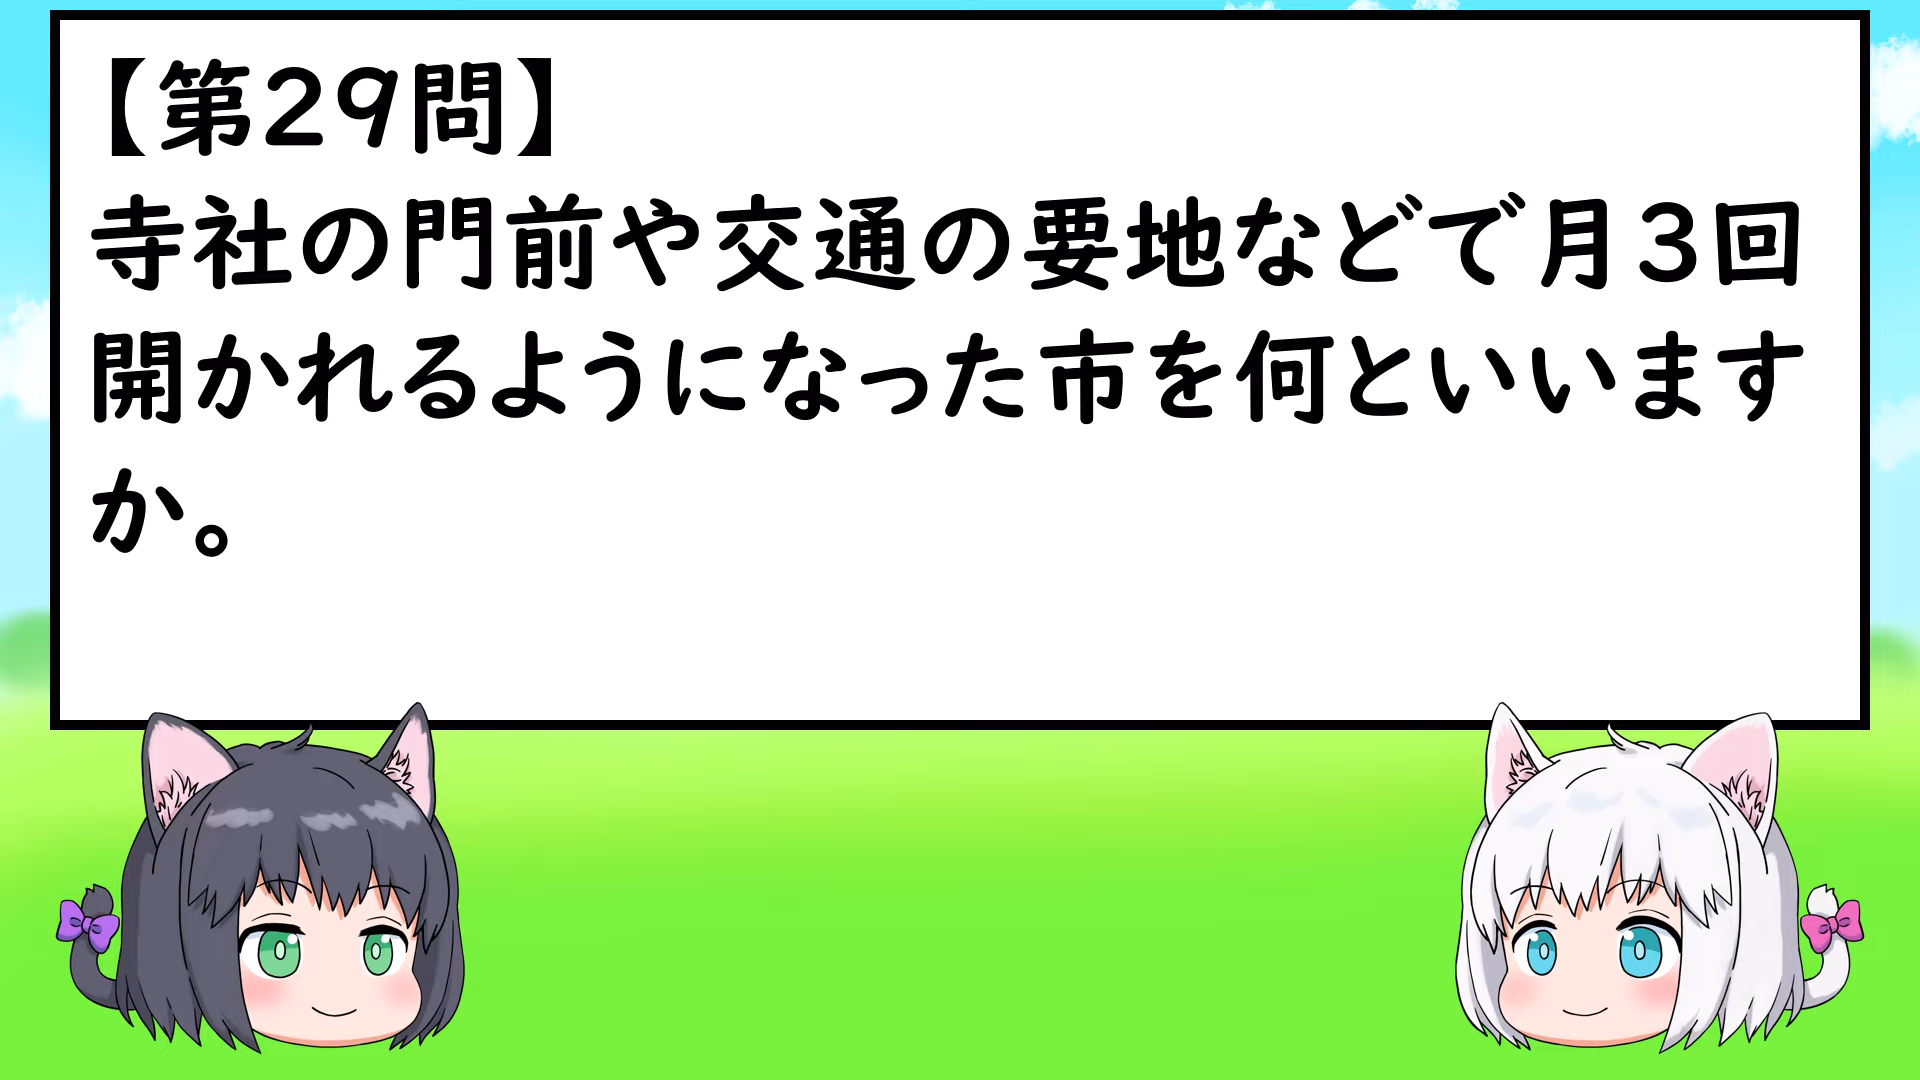 【第29問】
寺社の門前や交通の要地などで月3回
開かれるようになった市を何といいます
か。